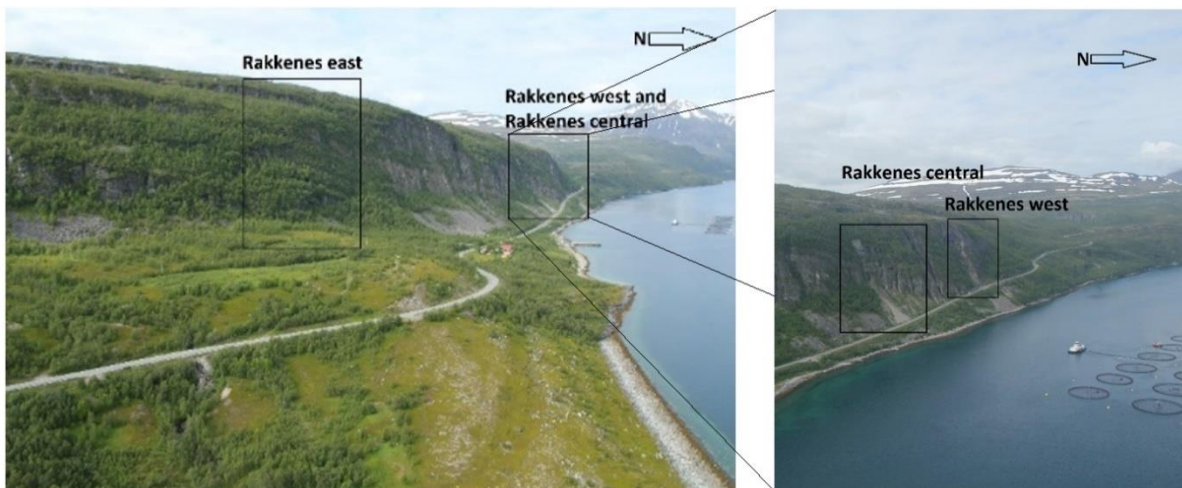 N
Rakkenes east
Rakkenes west and
Rakkenes central
N
Rakkenes central
Rakkenes west